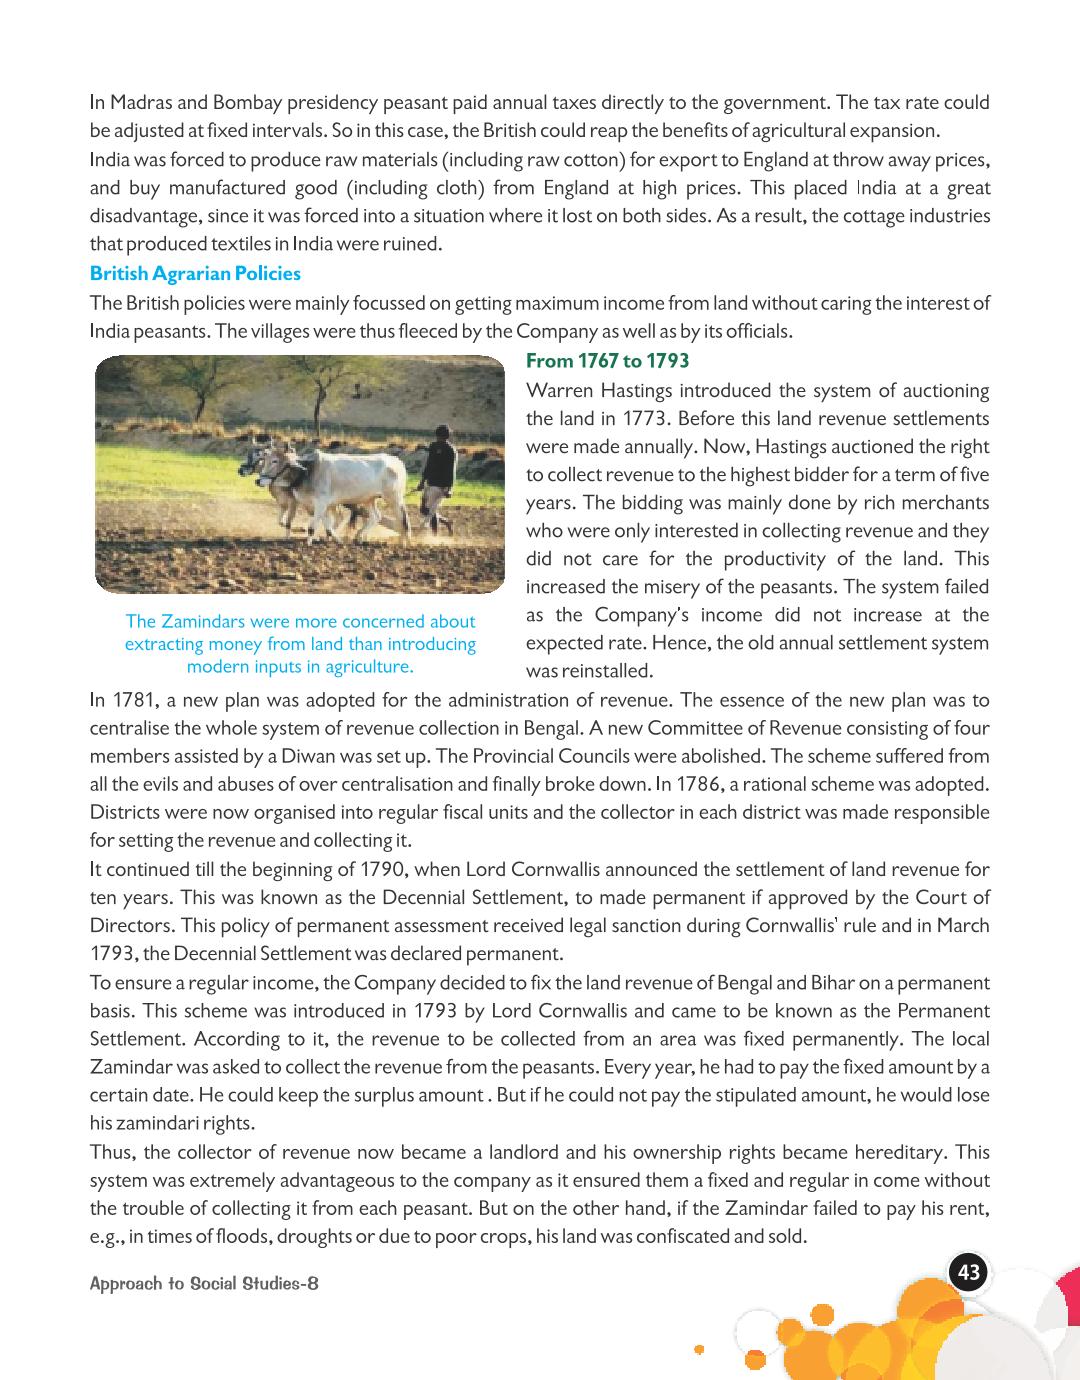 In Madras and Bombay presidency peasant paid annual taxes directly to the government. The tax rate could
be adjusted at fixed intervals. So in this case, the British could reap the benefits of agricultural expansion.
India was forced to produce raw materials (including raw cotton) for export to England at throw away prices,
and buy manufactured good (including cloth) from England at high prices. This placed India at a great
disadvantage, since it was forced into a situation where it lost on both sides. As a result, the cottage industries
that produced textiles in India were ruined.
British Agrarian Policies
The British policies were mainly focussed on getting maximum income from land without caring the interest of
India peasants. The villages were thus fleeced by the Company as well as by its officials.
The Zamindars were more concerned about
extracting money from land than introducing
modern inputs in agriculture.
From 1767 to 1793
Warren Hastings introduced the system of auctioning
the land in 1773. Before this land revenue settlements
were made annually. Now, Hastings auctioned the right
to collect revenue to the highest bidder for a term of five
years. The bidding was mainly done by rich merchants
who were only interested in collecting revenue and they
did not care for the productivity of the land. This
increased the misery of the peasants. The system failed
as the Company's income did not increase at the
expected rate. Hence, the old annual settlement system
was reinstalled.
In 1781, a new plan was adopted for the administration of revenue. The essence of the new plan was to
centralise the whole system of revenue collection in Bengal. A new Committee of Revenue consisting of four
members assisted by a Diwan was set up. The Provincial Councils were abolished. The scheme suffered from
all the evils and abuses of over centralisation and finally broke down. In 1786, a rational scheme was adopted.
Districts were now organised into regular fiscal units and the collector in each district was made responsible
for setting the revenue and collecting it.
It continued till the beginning of 1790, when Lord Cornwallis announced the settlement of land revenue for
ten years. This was known as the Decennial Settlement, to made permanent if approved by the Court of
Directors. This policy of permanent assessment received legal sanction during Cornwallis' rule and in March
1793, the Decennial Settlement was declared permanent.
To ensure a regular income, the Company decided to fix the land revenue of Bengal and Bihar on a permanent
basis. This scheme was introduced in 1793 by Lord Cornwallis and came to be known as the Permanent
Settlement. According to it, the revenue to be collected from an area was fixed permanently. The local
Zamindar was asked to collect the revenue from the peasants. Every year, he had to pay the fixed amount by a
certain date. He could keep the surplus amount . But if he could not pay the stipulated amount, he would lose
his zamindari rights.
Thus, the collector of revenue now became a landlord and his ownership rights became hereditary. This
system was extremely advantageous to the company as it ensured them a fixed and regular in come without
the trouble of collecting it from each peasant. But on the other hand, if the Zamindar failed to pay his rent,
e.g., in times of floods, droughts or due to poor crops, his land was confiscated and sold.
Approach to Social Studies-8
43